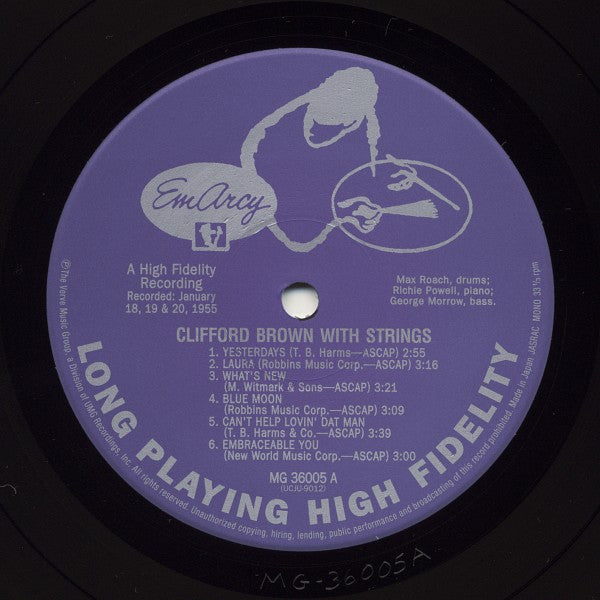 EmArcy
A High Fidelity
Recording
Recorded: January
18, 19 & 20, 1955
Max Roach, drums;
Richie Powell, piano;
George Morrow, bass.
CLIFFORD BROWN WITH STRINGS
1. YESTERDAYS (T. B. Harms—ASCAP) 2:55
2. LAURA (Robbins Music Corp.—ASCAP) 3:16
3. WHAT'S NEW
(M. Witmark & Sons—ASCAP) 3:21
4. BLUE MOON
(Robbins Music Corp.—ASCAP) 3:09
5. CAN'T HELP LOVIN' DAT MAN
(T. B. Harms & Co.—ASCAP) 3:39
6. EMBRACEABLE YOU
(New World Music Corp.—ASCAP) 3:00
MG 36005 A
(UCJU-9012)
LONG PLAYING HIGH FIDELITY
℗The Verve Music Group, a Division of UMG Recordings, Inc. All rights reserved. Unauthorized copying, hiring, lending, public performance and broadcasting of this record prohibited. Made in Japan JASRAC MONO 33 1/3 rpm
MG-36005A